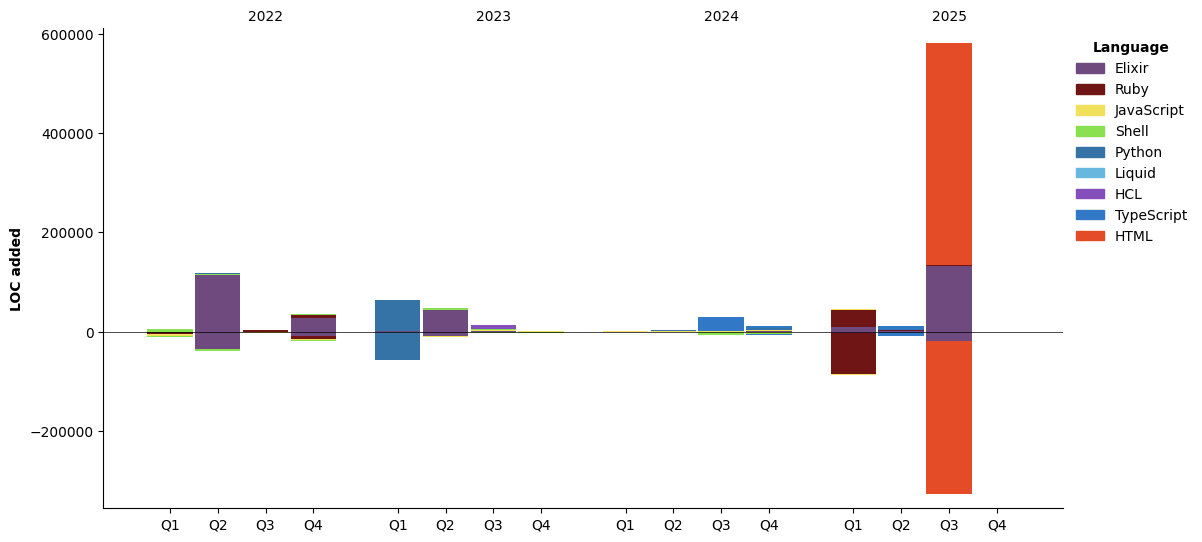 2022 2023 2024 2025
600000
400000
200000
0
−200000
LOC added
Q1 Q2 Q3 Q4 Q1 Q2 Q3 Q4 Q1 Q2 Q3 Q4 Q1 Q2 Q3 Q4
Language
Elixir
Ruby
JavaScript
Shell
Python
Liquid
HCL
TypeScript
HTML